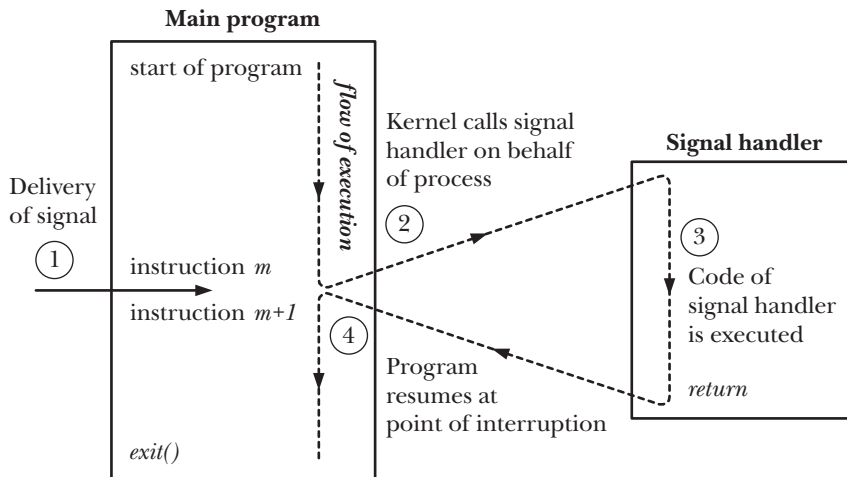 Main program
start of program
flow of execution
Kernel calls signal
handler on behalf
of process
Signal handler
Delivery
of signal
1
2
3
instruction m
instruction m+1
Code of
signal handler
is executed
4
Program
resumes at
point of interruption
return
exit()